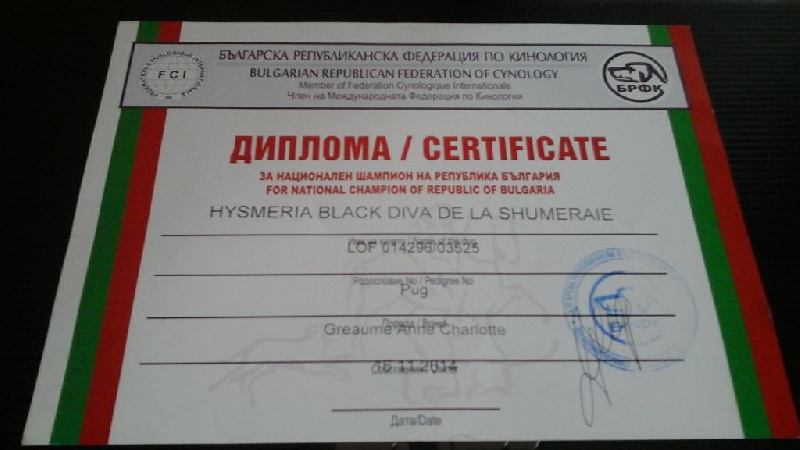 БЪЛГАРСКА РЕПУБЛИКАНСКА ФЕДЕРАЦИЯ ПО КИНОЛОГИЯ
BULGARIAN REPUBLICAN FEDERATION OF CYNOLOGY
Member of Federation Cynologique Internationale
Член на Международната Федерация по Кинология
FCI
БРФК
ДИПЛОМА / CERTIFICATE
ЗА НАЦИОНАЛЕН ШАМПИОН НА РЕПУБЛИКА БЪЛГАРИЯ
FOR NATIONAL CHAMPION OF REPUBLIC OF BULGARIA
HYSMERIA BLACK DIVA DE LA SHUMERAIE
LOF 014296/03525
Родословие No / Pedigree No
Pug
Порода /
Greaume Anne Charlotte
16.11.2014
Дата/Date